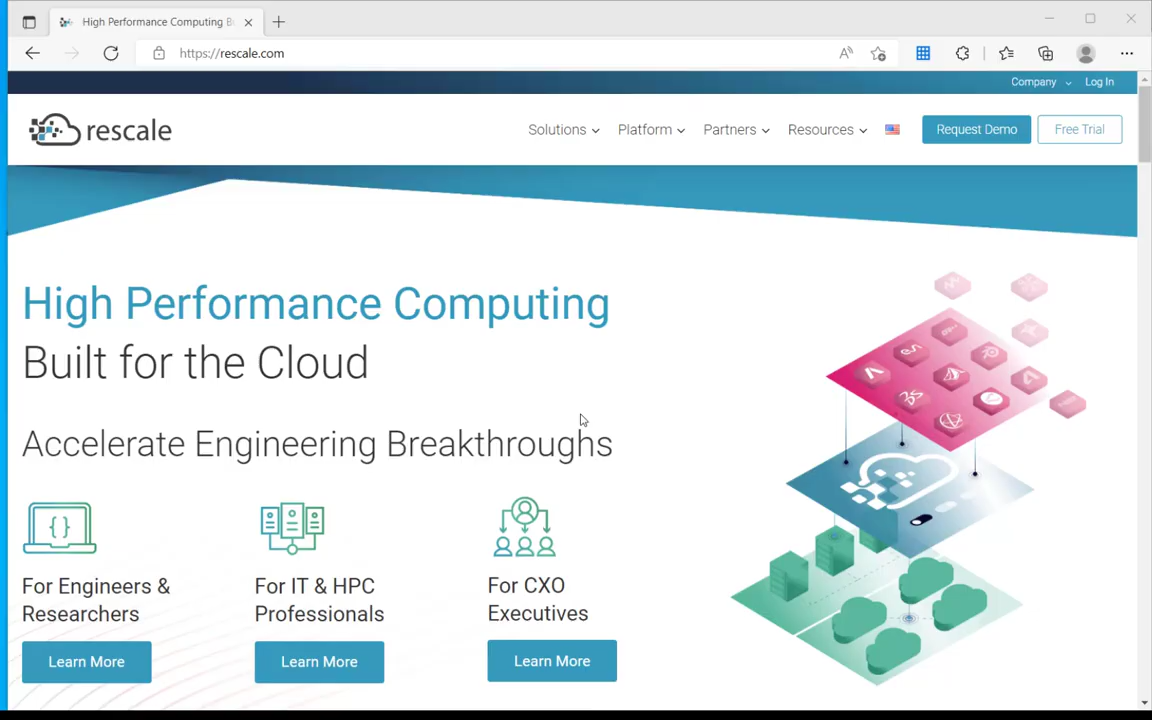 High Performance Computing B
https://rescale.com
Company
Log In
rescale
Solutions
Platform
Partners
Resources
Request Demo
Free Trial
High Performance Computing
Built for the Cloud
Accelerate Engineering Breakthroughs
For Engineers &
Researchers
For IT & HPC
Professionals
For CXO
Executives
Learn More
Learn More
Learn More